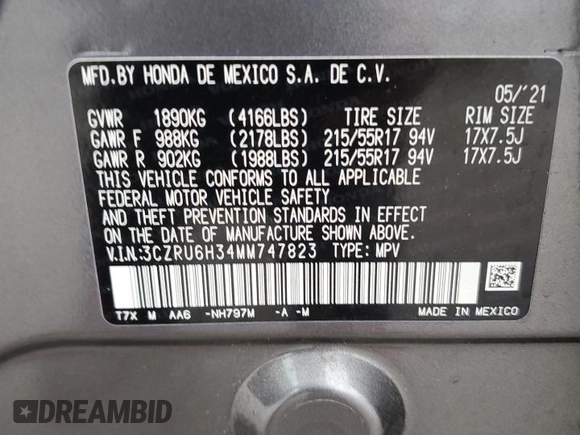 MFD.BY HONDA DE MEXICO S.A. DE C.V.
05/'21
GVWR 1890KG (4166LBS) TIRE SIZE RIM SIZE
GAWR F 988KG (2178LBS) 215/55R17 94V 17X7.5J
GAWR R 902KG (1988LBS) 215/55R17 94V 17X7.5J
THIS VEHICLE CONFORMS TO ALL APPLICABLE
FEDERAL MOTOR VEHICLE SAFETY
AND THEFT PREVENTION STANDARDS IN EFFECT
ON THE DATE OF MANUFACTURE SHOWN ABOVE.
V.I.N:3CZRU6H34MM747823 TYPE: MPV
T7X M AA6 -NH797M -A -M
MADE IN MEXICO
DREAMBID